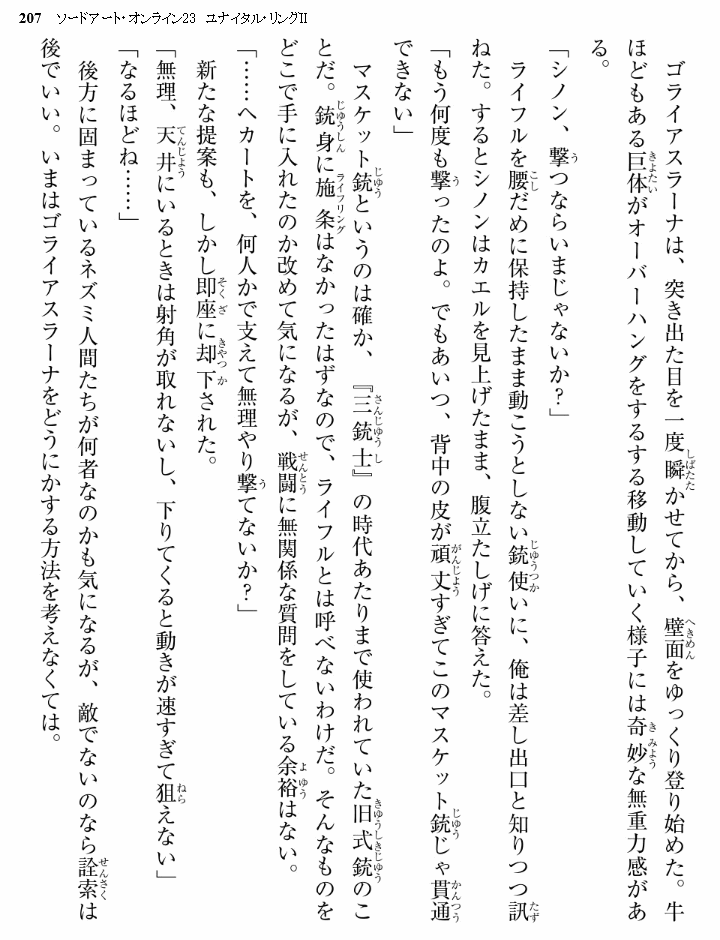 207 ソードアート・オンライン23 ユナイタル・リングII
ゴライアスラーナは、突き出た目を一度瞬かせてから、壁面をゆっくり登り始めた。牛
ほどもある巨体がオーバーハングをするする移動していく様子には奇妙な無重力感があ
る。
「シノン、撃つならいまじゃないか?」
ライフルを腰だめに保持したまま動こうとしない銃使いに、俺は差し出口と知りつつ訊
ねた。するとシノンはカエルを見上げたまま、腹立たしげに答えた。
「もう何度も撃ったのよ。でもあいつ、背中の皮が頑丈すぎてこのマスケット銃じゃ貫通
できない」
マスケット銃というのは確か、『三銃士』の時代あたりまで使われていた旧式銃のこ
とだ。銃身に施条はなかったはずなので、ライフルとは呼べないわけだ。そんなものを
どこで手に入れたのか改めて気になるが、戦闘に無関係な質問をしている余裕はない。
「……ヘカートを、何人かで支えて無理やり撃てないか?」
新たな提案も、しかし即座に却下された。
「無理、天井にいるときは射角が取れないし、下りてくると動きが速すぎて狙えない」
「なるほどね……」
後方に固まっているネズミ人間たちが何者なのかも気になるが、敵でないのなら詮索は
後でいい。いまはゴライアスラーナをどうにかする方法を考えなくては。